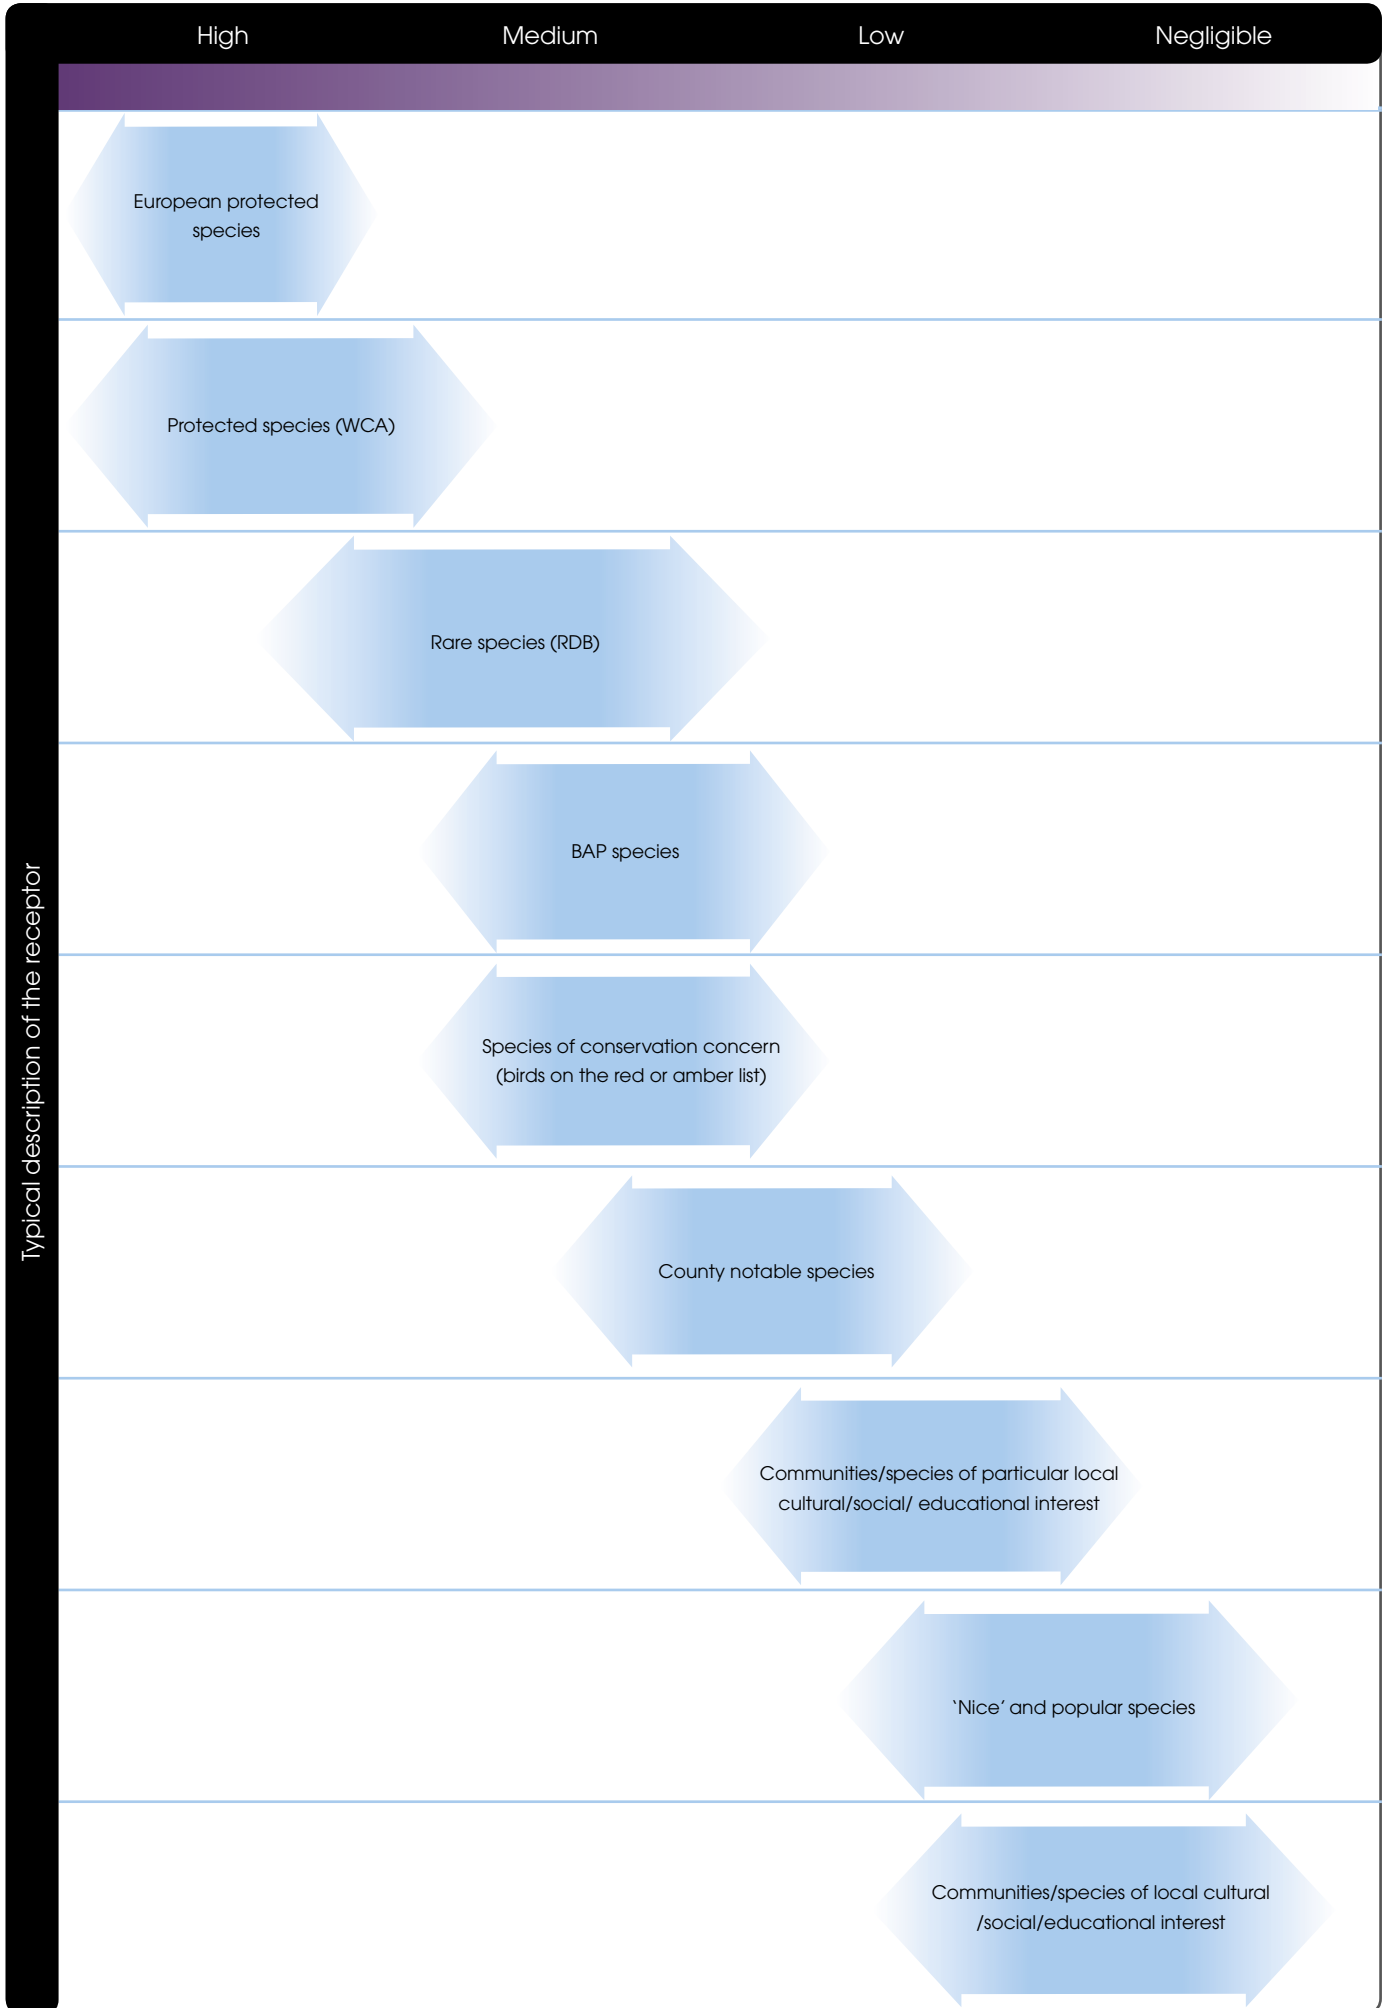 High Medium Low Negligible
Typical description of the receptor
European protected
species
Protected species (WCA)
Rare species (RDB)
BAP species
Species of conservation concern
(birds on the red or amber list)
County notable species
Communities/species of particular local
cultural/social/ educational interest
‘Nice’ and popular species
Communities/species of local cultural
/social/educational interest